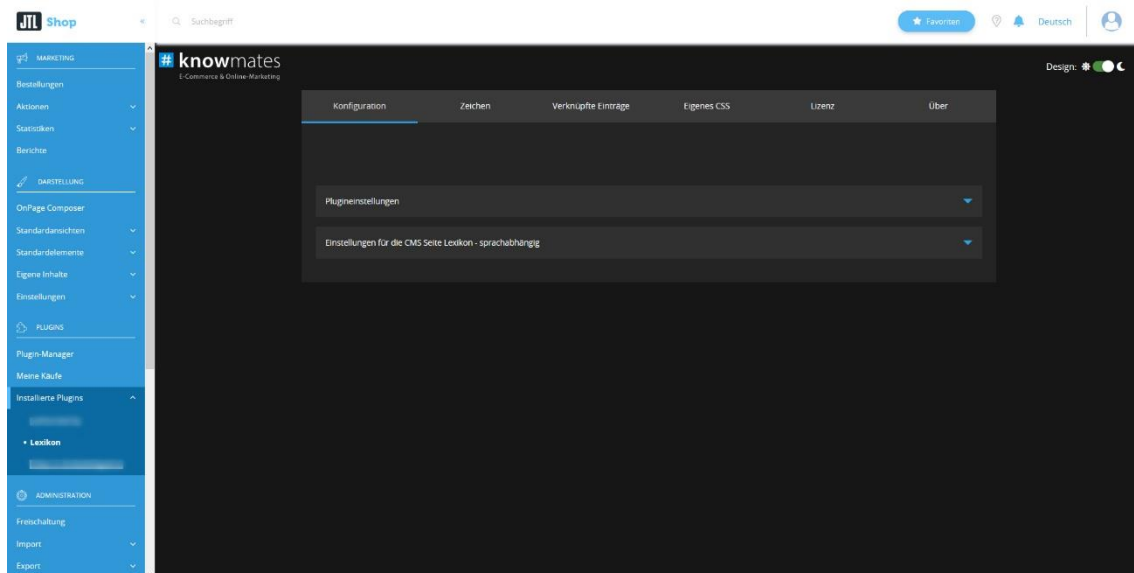 JTL Shop
Suchbegriff
Favoriten
Deutsch
MARKETING
Bestellungen
Aktionen
Statistiken
Berichte
DARSTELLUNG
OnPage Composer
Standardansichten
Standardelemente
Eigene Inhalte
Einstellungen
PLUGINS
Plugin-Manager
Meine Käufe
Installierte Plugins
• Lexikon
ADMINISTRATION
Freischaltung
Import
Export
# knowmates
E-Commerce & Online-Marketing
Design:
Konfiguration Zeichen Verknüpfte Einträge Eigenes CSS Lizenz Über
Plugineinstellungen
Einstellungen für die CMS Seite Lexikon - sprachabhängig